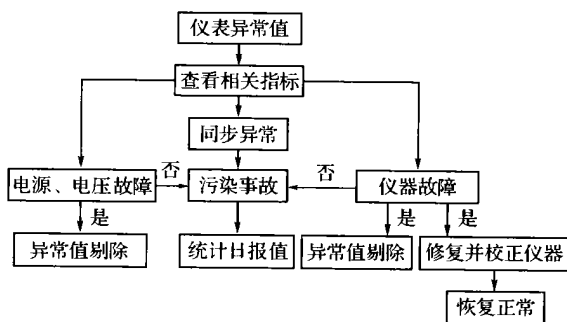 仪表异常值
查看相关指标
同步异常
电源、电压故障
否
污染事故
否
仪器故障
是
是
是
异常值剔除
统计日报值
异常值剔除
修复并校正仪器
恢复正常